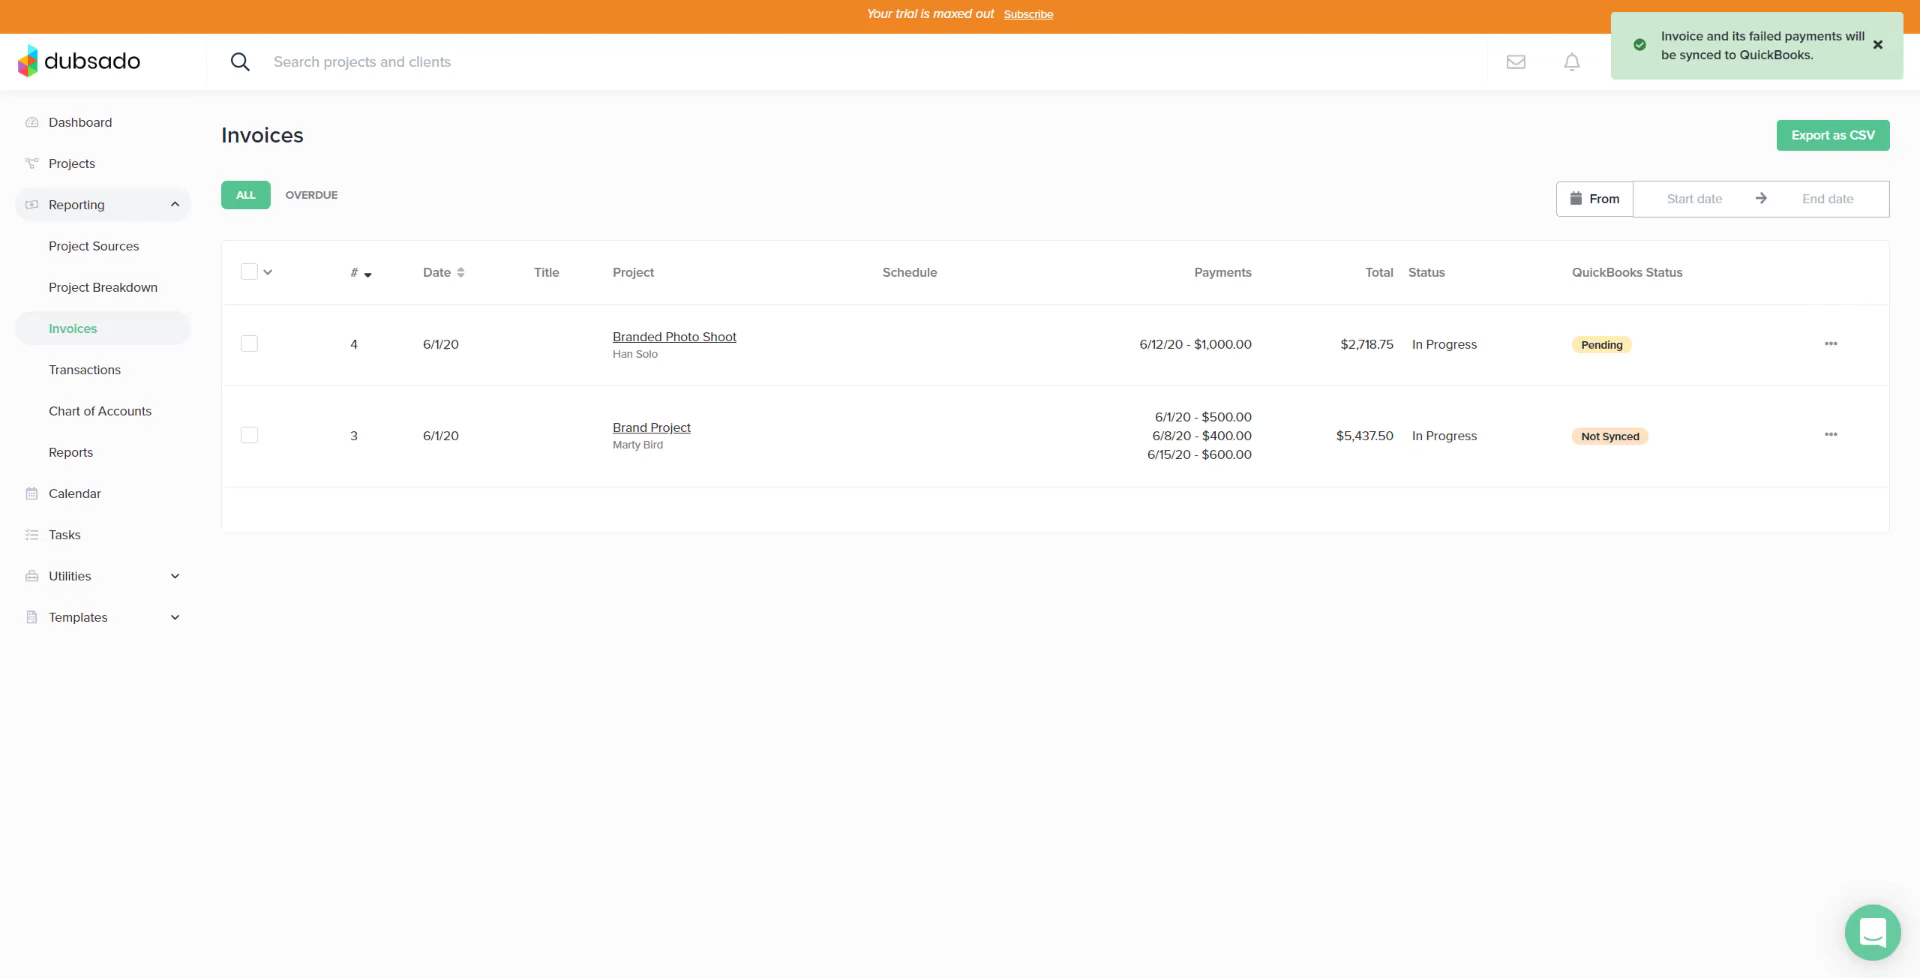 Your trial is maxed out Subscribe
Invoice and its failed payments will
be synced to QuickBooks.
dubsado
Search projects and clients
Dashboard
Projects
Reporting
Project Sources
Project Breakdown
Invoices
Transactions
Chart of Accounts
Reports
Calendar
Tasks
Utilities
Templates
Invoices
Export as CSV
ALL OVERDUE
From Start date End date
# Date Title Project Schedule Payments Total Status QuickBooks Status
4 6/1/20 Branded Photo Shoot 6/12/20 - $1,000.00 $2,718.75 In Progress Pending
Han Solo
3 6/1/20 Brand Project 6/1/20 - $500.00 $5,437.50 In Progress Not Synced
Marty Bird 6/8/20 - $400.00
6/15/20 - $600.00